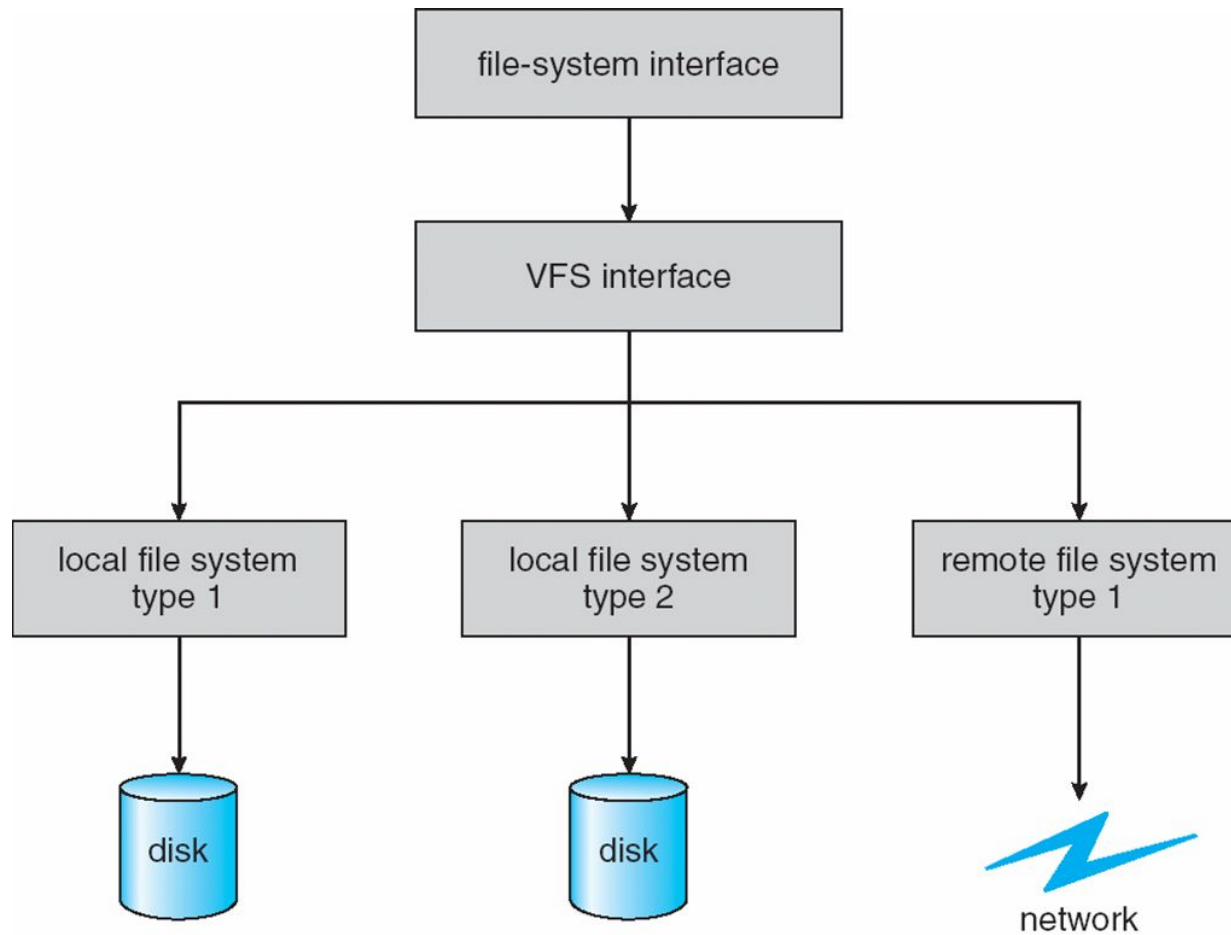 file-system interface
VFS interface
local file system
type 1
local file system
type 2
remote file system
type 1
disk
disk
network